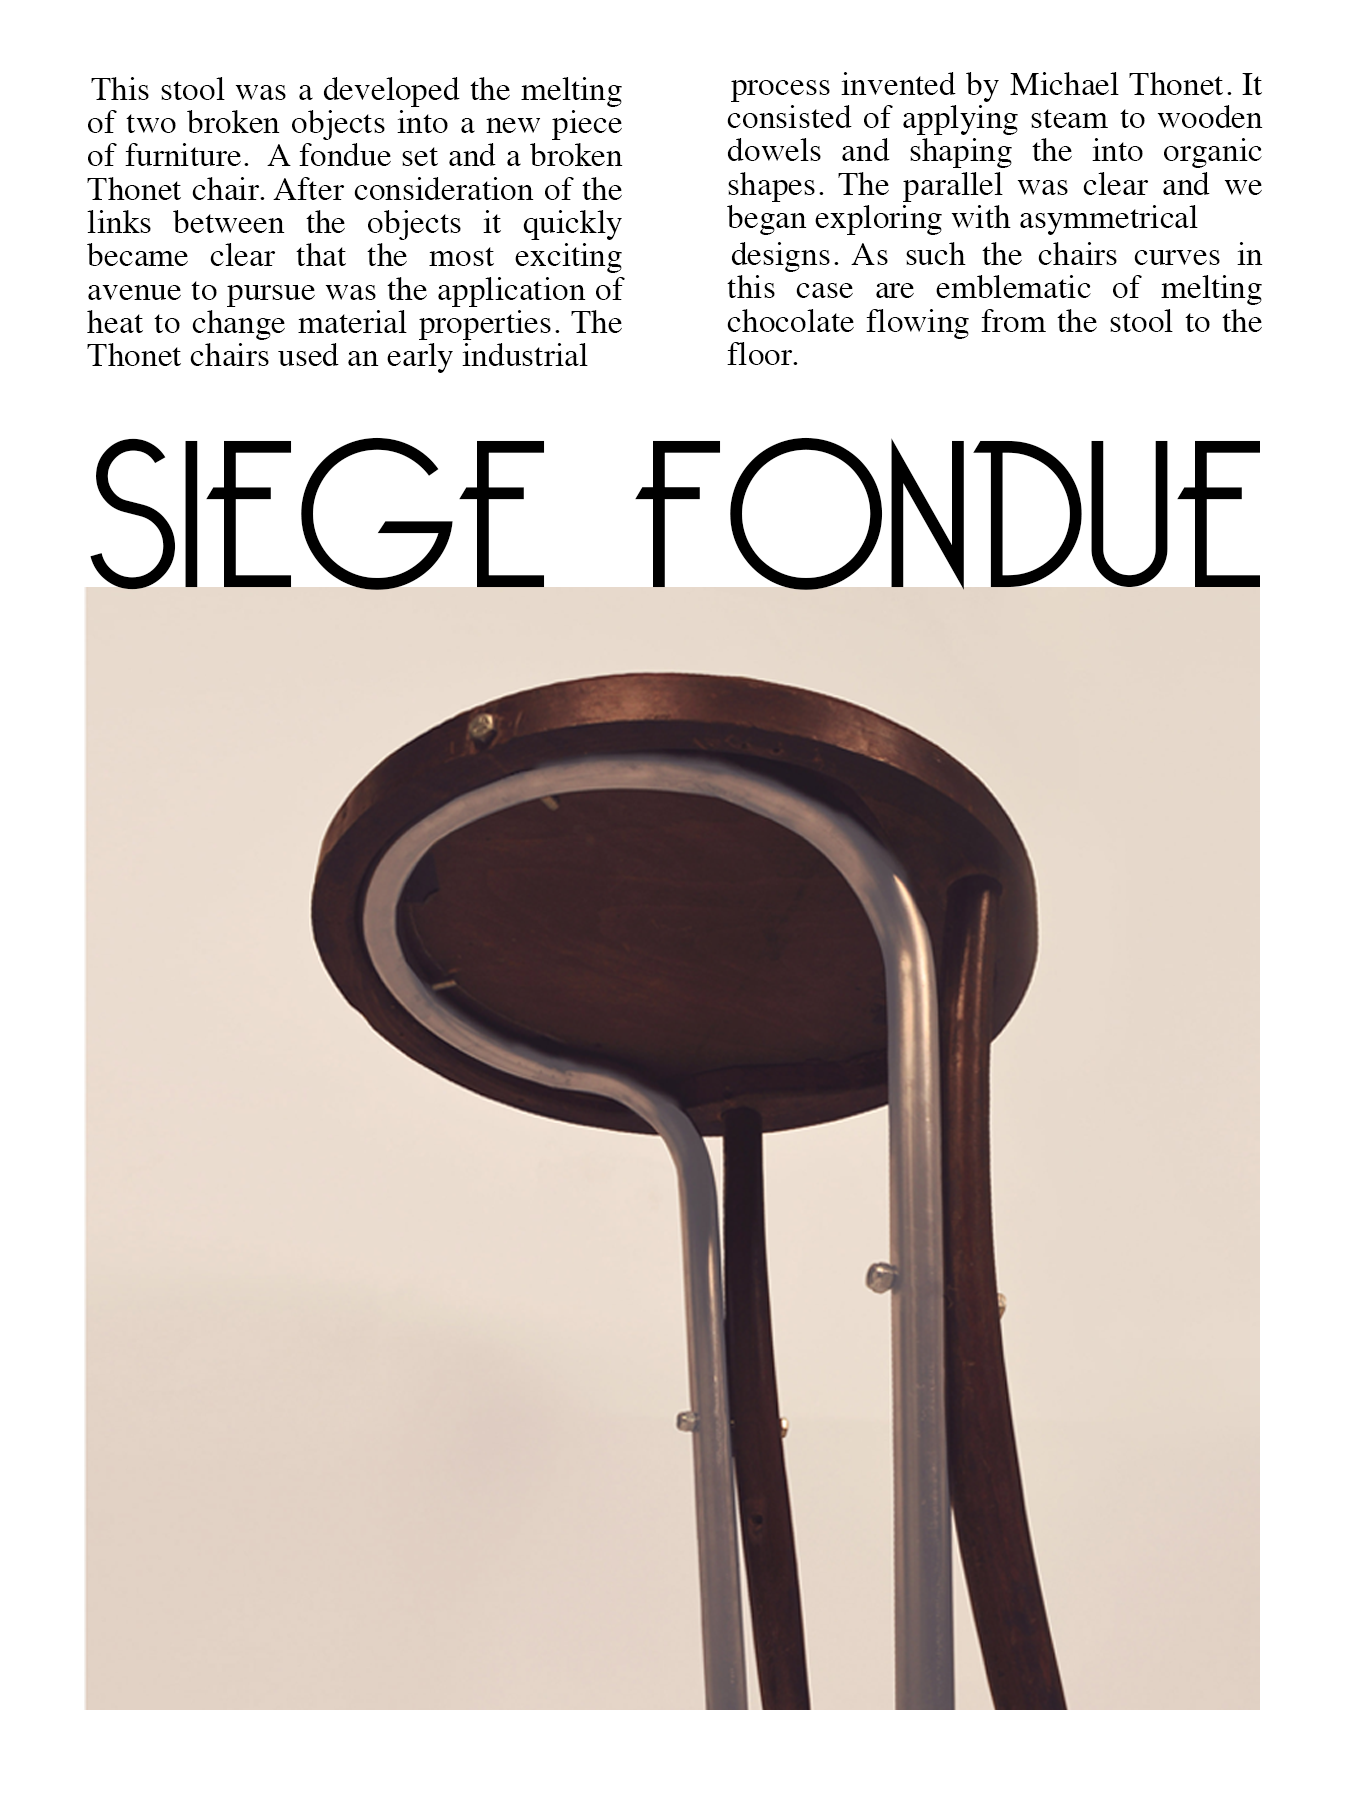 This stool was a developed the melting
of two broken objects into a new piece
of furniture.  A fondue set and a broken
Thonet chair. After consideration of the
links between the objects it quickly
became clear that the most exciting
avenue to pursue was the application of
heat to change material properties. The
Thonet chairs used an early industrial
process invented by Michael Thonet. It
consisted of applying steam to wooden
dowels and shaping the into organic
shapes. The parallel was clear and we
began exploring with asymmetrical
designs. As such the chairs curves in
this case are emblematic of melting
chocolate flowing from the stool to the
floor.
SIEGE FONDUE